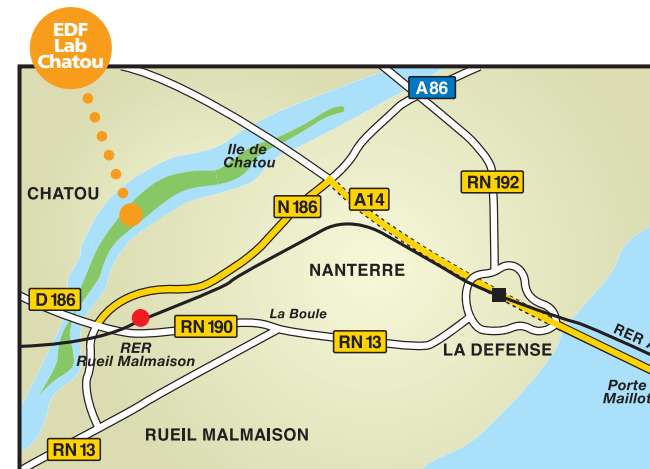 EDF
Lab
Chatou
A86
Ile de
Chatou
RN 192
CHATOU
N 186
A14
NANTERRE
D 186
La Boule
RN 190
RER
Rueil Malmaison
RN 13
LA DEFENSE
RER
Porte
Maillot
RUEIL MALMAISON
RN 13